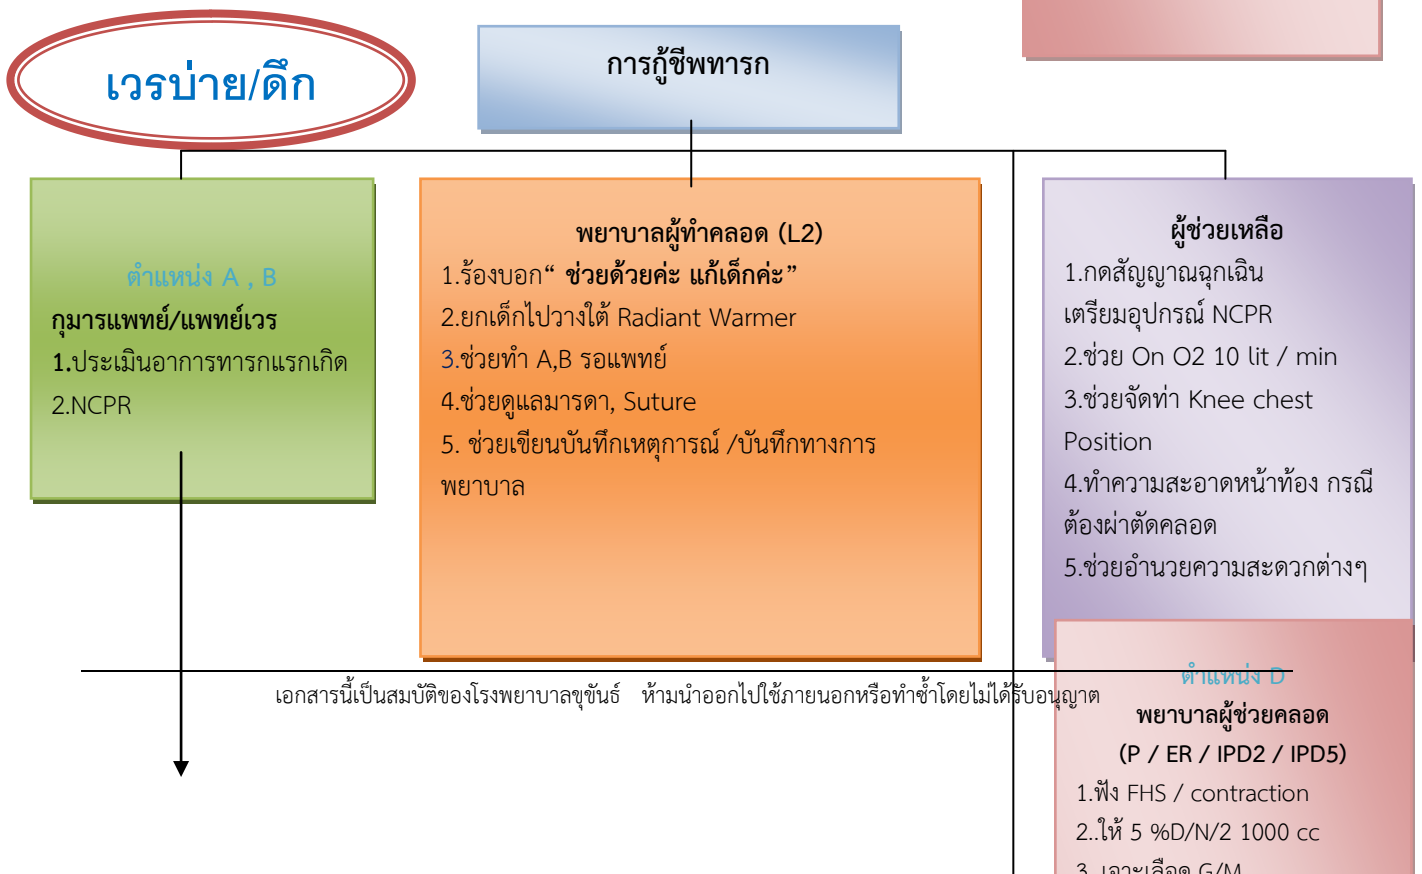 เวรบ่าย/ดึก
การกู้ชีพทารก
ตำแหน่ง A , B
กุมารแพทย์/แพทย์เวร
1.ประเมินอาการทารกแรกเกิด
2.NCPR
พยาบาลผู้ทำคลอด (L2)
1.ร้องบอก“ ช่วยด้วยค่ะ แก้เด็กค่ะ”
2.ยกเด็กไปวางใต้ Radiant Warmer
3.ช่วยทำ A,B รอแพทย์
4.ช่วยดูแลมารดา, Suture
5. ช่วยเขียนบันทึกเหตุการณ์ /บันทึกทางการ
พยาบาล
ผู้ช่วยเหลือ
1.กดสัญญาณฉุกเฉิน
เตรียมอุปกรณ์ NCPR
2.ช่วย On O2 10 lit / min
3.ช่วยจัดท่า Knee chest
Position
4.ทำความสะอาดหน้าท้อง กรณี
ต้องผ่าตัดคลอด
5.ช่วยอำนวยความสะดวกต่างๆ
เอกสารนี้เป็นสมบัติของโรงพยาบาลขุขันธ์ ห้ามนำออกไปใช้ภายนอกหรือทำซ้ำโดยไม่ได้รับอนุญาต
ตำแหน่ง D
พยาบาลผู้ช่วยคลอด
(P / ER / IPD2 / IPD5)
1.ฟัง FHS / contraction
2..ให้ 5 %D/N/2 1000 cc
3. เจาะเลือด G/M